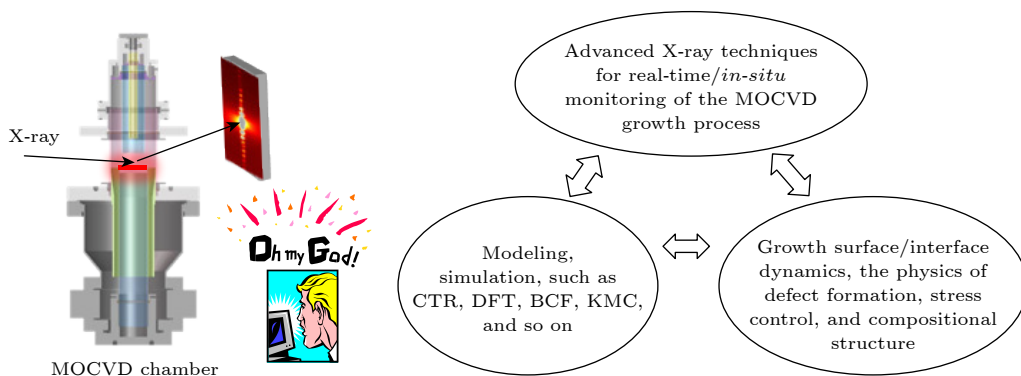 X-ray
MOCVD chamber
Oh my God!
Advanced X-ray techniques
for real-time/in-situ
monitoring of the MOCVD
growth process
Modeling,
simulation, such as
CTR, DFT, BCF, KMC,
and so on
Growth surface/interface
dynamics, the physics of
defect formation, stress
control, and compositional
structure